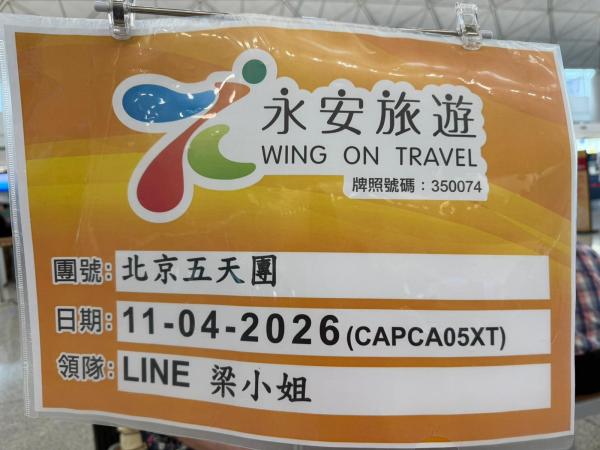 永安旅遊
WING ON TRAVEL
牌照號碼：350074
團號：北京五天團
日期：11-04-2026(CAPCA05XT)
領隊：LINE 梁小姐